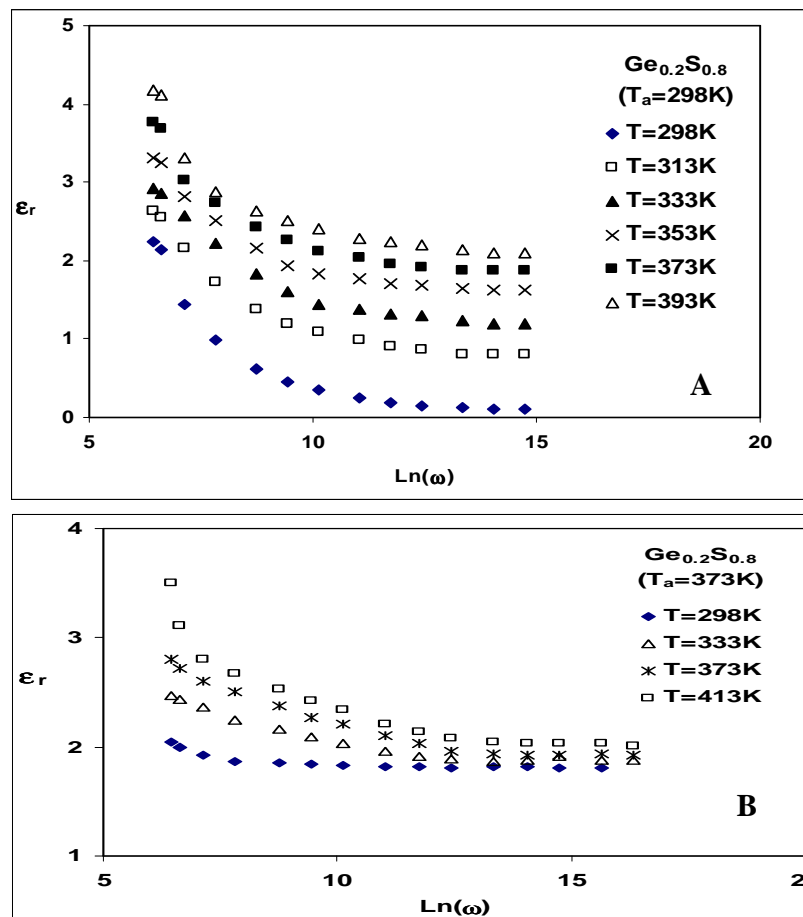 5
4
3
2
1
0
εr
5
10
15
20
Ln(ω)
Ge0.2S0.8
(Ta=298K)
T=298K
T=313K
T=333K
T=353K
T=373K
T=393K
A
4
3
2
1
εr
5
10
15
Ln(ω)
Ge0.2S0.8
(Ta=373K)
T=298K
T=333K
T=373K
T=413K
B